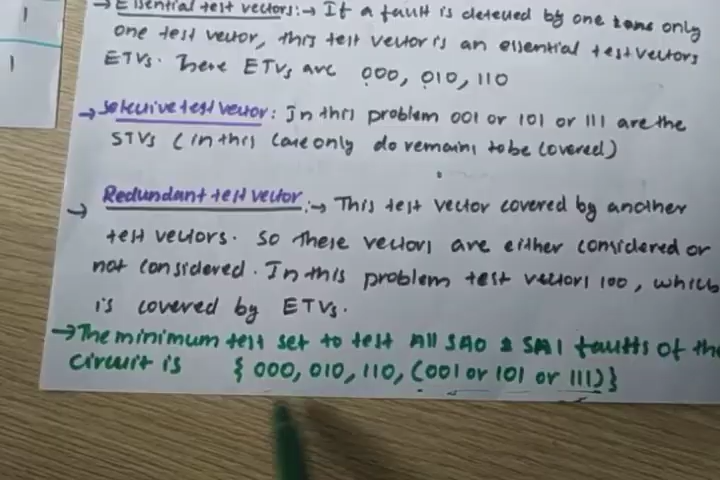 1
1
→ Essential test vectors :→ If a fault is detected by one only
one test vector, this test vector is an essential test vectors
ETVs. There ETVs are 000, 010, 110
→ Selective test vector : In this problem 001 or 101 or 111 are the
STVs (in this case only d0 remains to be covered)
→ Redundant test vector :→ This test vector covered by another
test vectors. So these vectors are either considered or
not considered. In this problem test vectors 100, which
is covered by ETVs.
→ The minimum test set to test All SA0 & SA1 faults of the
circuit is { 000, 010, 110, (001 or 101 or 111)}